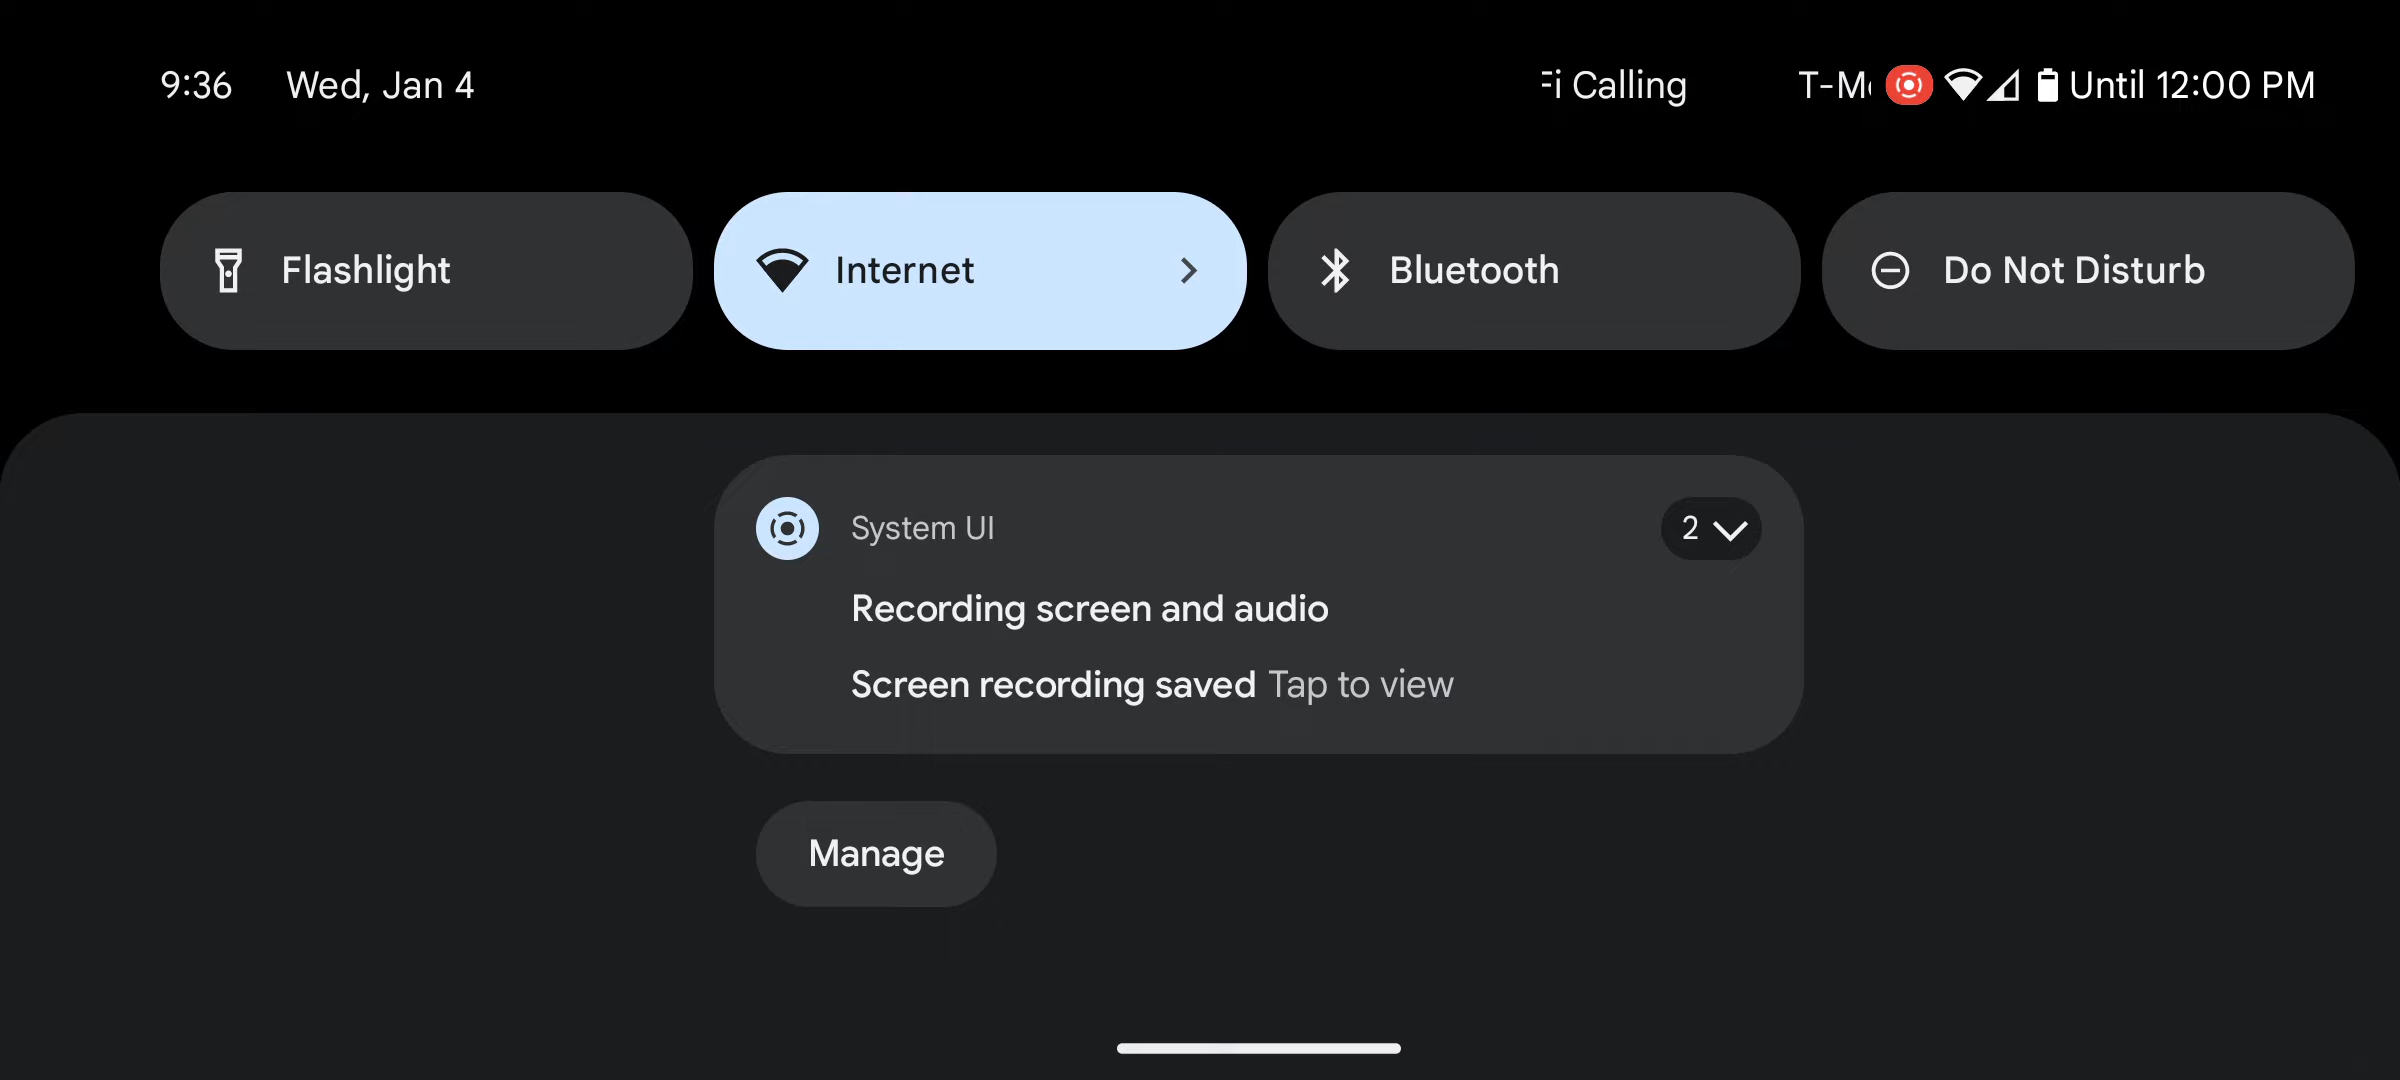 9:36 Wed, Jan 4 Calling Until 12:00 PM
Flashlight Internet Bluetooth Do Not Disturb
System UI 2
Recording screen and audio
Screen recording saved Tap to view
Manage